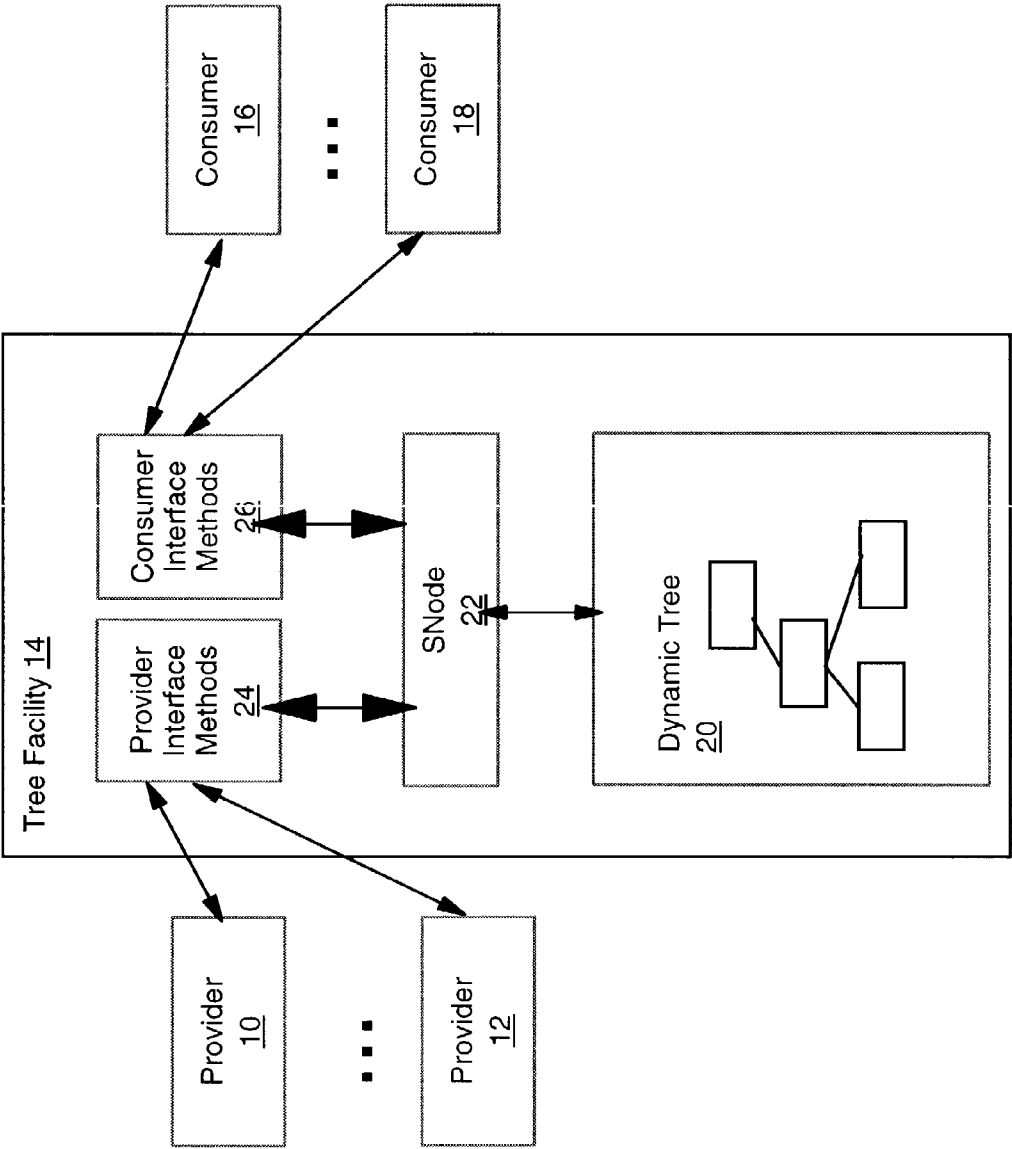 Tree Facility 14
Provider
10
Provider
12
Provider
Interface
Methods
24
Consumer
Interface
Methods
26
Consumer
16
Consumer
18
SNode
22
Dynamic Tree
20